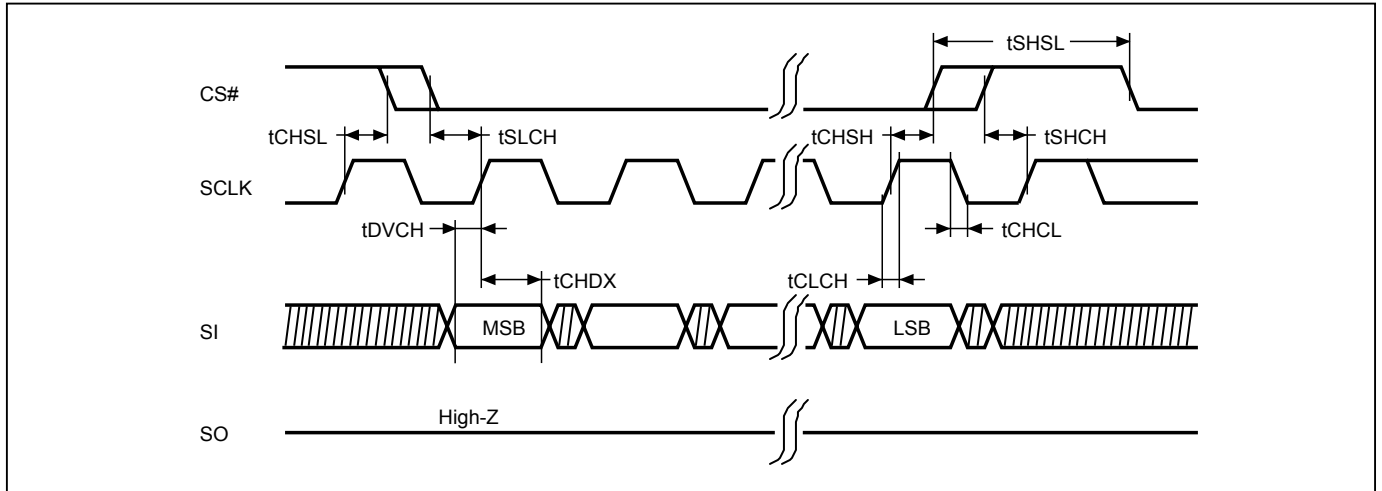 tSHSL
CS#
tCHSL
tSLCH
tCHSH
tSHCH
SCLK
tDVCH
tCHCL
tCHDX
tCLCH
SI
MSB
LSB
High-Z
SO